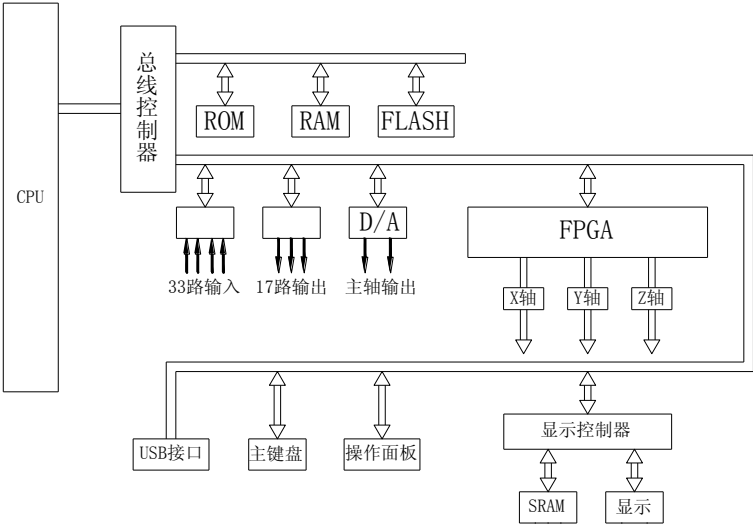 总线控制器
ROM
RAM
FLASH
CPU
D/A
FPGA
33路输入
17路输出
主轴输出
X轴
Y轴
Z轴
USB接口
主键盘
操作面板
显示控制器
SRAM
显示